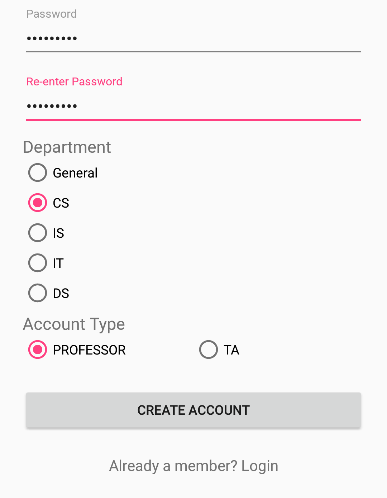 Password
•••••••••
Re-enter Password
•••••••••
Department
General
CS
IS
IT
DS
Account Type
PROFESSOR TA
CREATE ACCOUNT
Already a member? Login